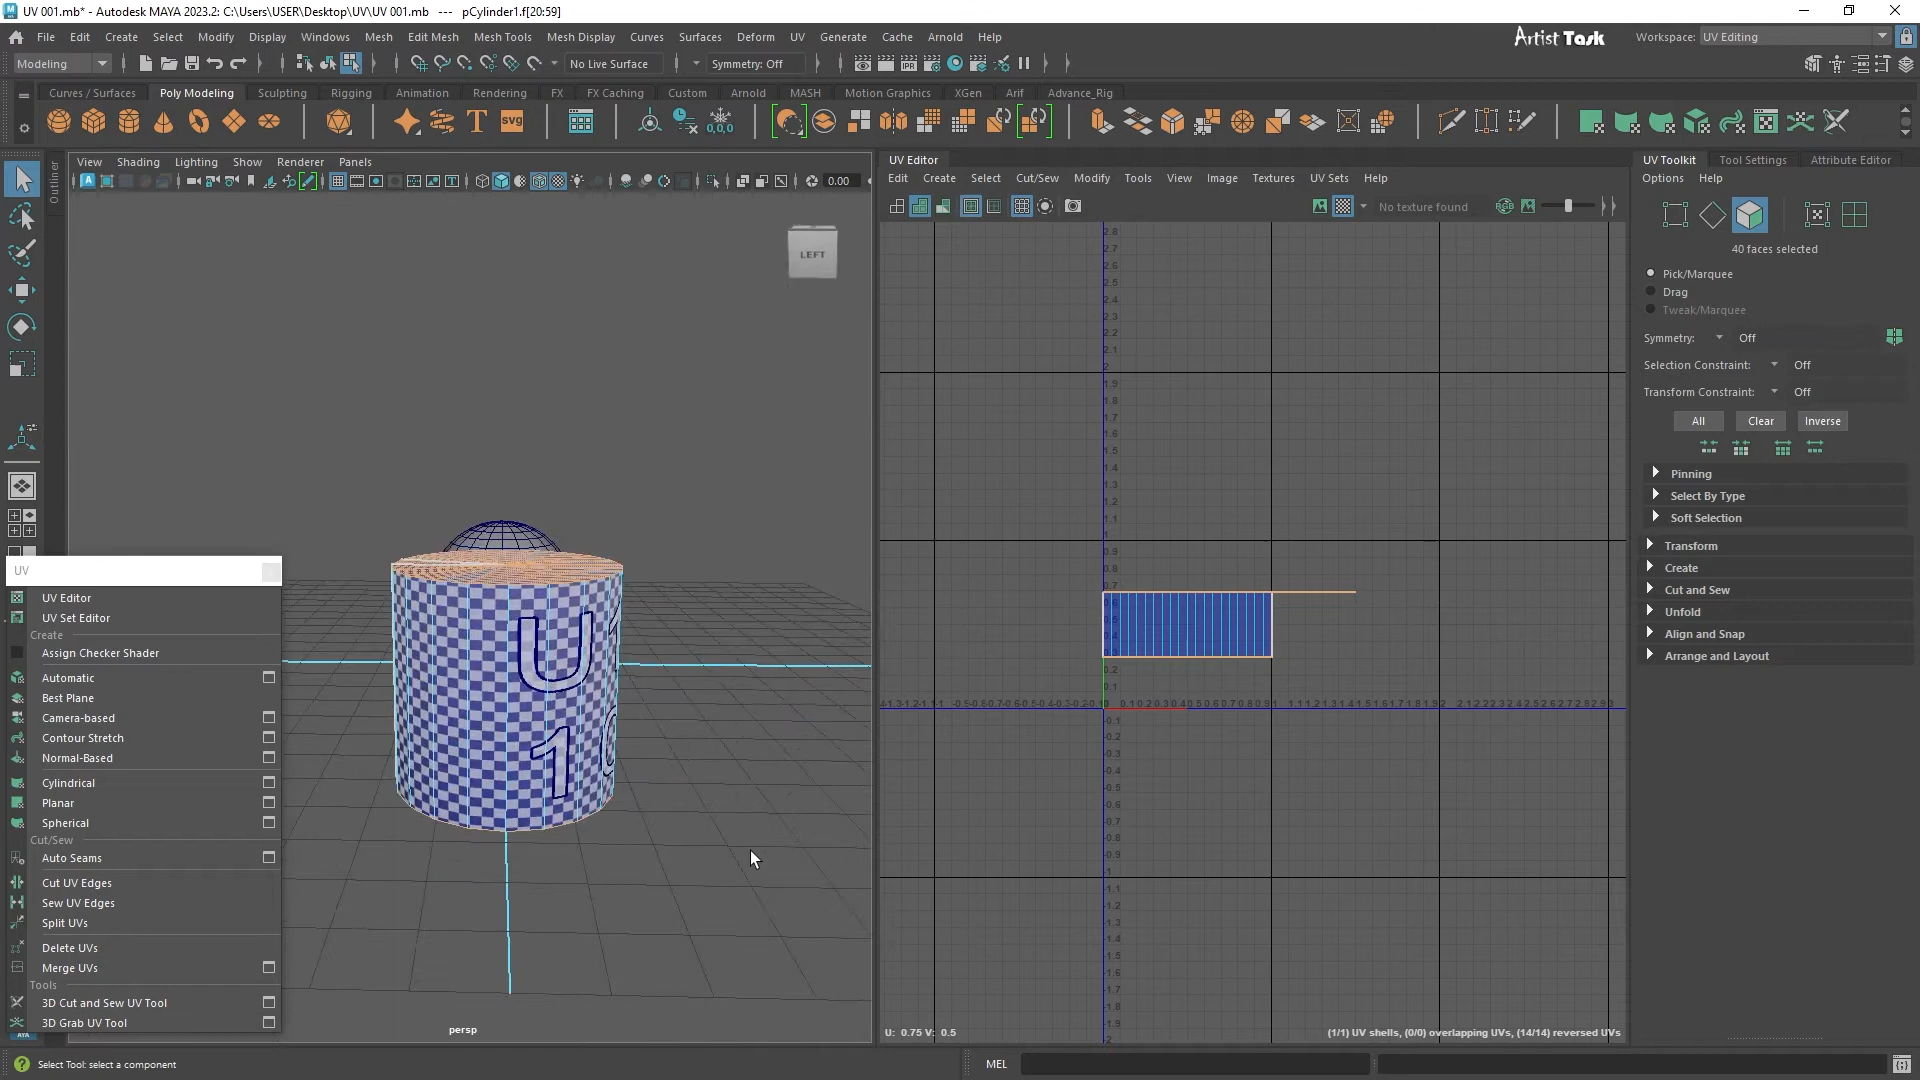 UV 001.mb* - Autodesk MAYA 2023.2: C:\Users\USER\Desktop\UV\UV 001.mb --- pCylinder1.f[20:59]
File Edit Create Select Modify Display Windows Mesh Edit Mesh Mesh Tools Mesh Display Curves Surfaces Deform UV Generate Cache Arnold Help
Artist Task
Workspace: UV Editing
Modeling
No Live Surface
Symmetry: Off
Curves / Surfaces Poly Modeling Sculpting Rigging Animation Rendering FX FX Caching Custom Arnold MASH Motion Graphics XGen Arif Advance_Rig
Outliner
View Shading Lighting Show Renderer Panels
0.00
LEFT
U
1
persp
UV
UV Editor
UV Set Editor
Create
Assign Checker Shader
Automatic
Best Plane
Camera-based
Contour Stretch
Normal-Based
Cylindrical
Planar
Spherical
Cut/Sew
Auto Seams
Cut UV Edges
Sew UV Edges
Split UVs
Delete UVs
Merge UVs
Tools
3D Cut and Sew UV Tool
3D Grab UV Tool
UV Editor
Edit Create Select Cut/Sew Modify Tools View Image Textures UV Sets Help
No texture found
U: 0.75 V: 0.5
(1/1) UV shells, (0/0) overlapping UVs, (14/14) reversed UVs
UV Toolkit Tool Settings Attribute Editor
Options Help
40 faces selected
Pick/Marquee
Drag
Tweak/Marquee
Symmetry: Off
Selection Constraint: Off
Transform Constraint: Off
All Clear Inverse
Pinning
Select By Type
Soft Selection
Transform
Create
Cut and Sew
Unfold
Align and Snap
Arrange and Layout
Select Tool: select a component
MEL